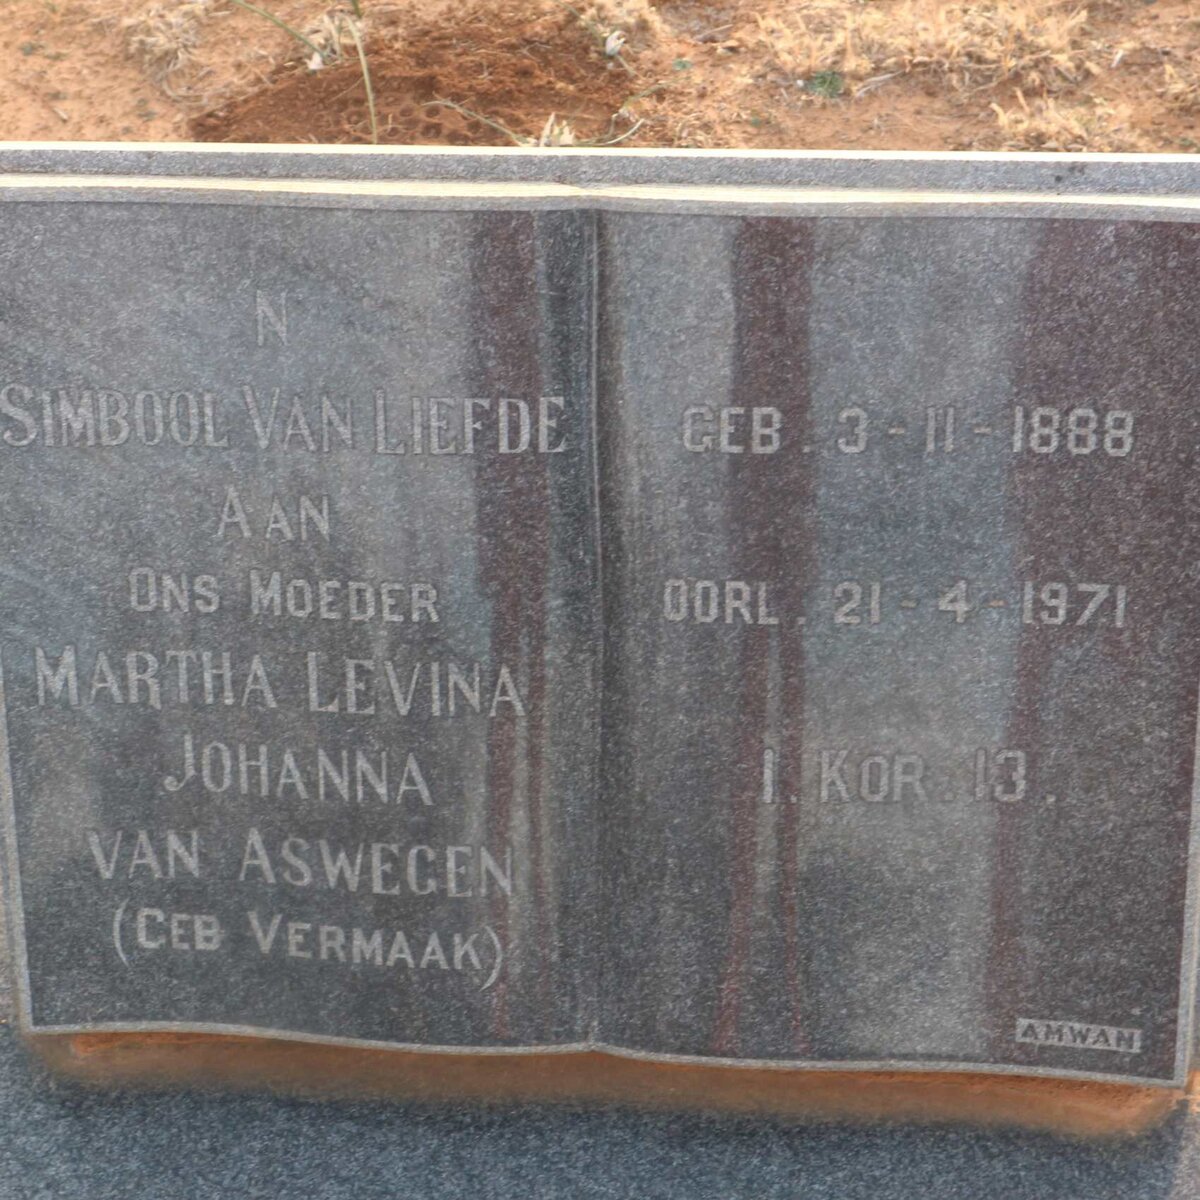 N
SIMBOOL VAN LIEFDE
AAN
ONS MOEDER
MARTHA LEVINA
JOHANNA
VAN ASWEGEN
(GEB VERMAAK)
GEB. 3-11-1888
OORL. 21-4-1971
1. KOR. 13.
AMWAN